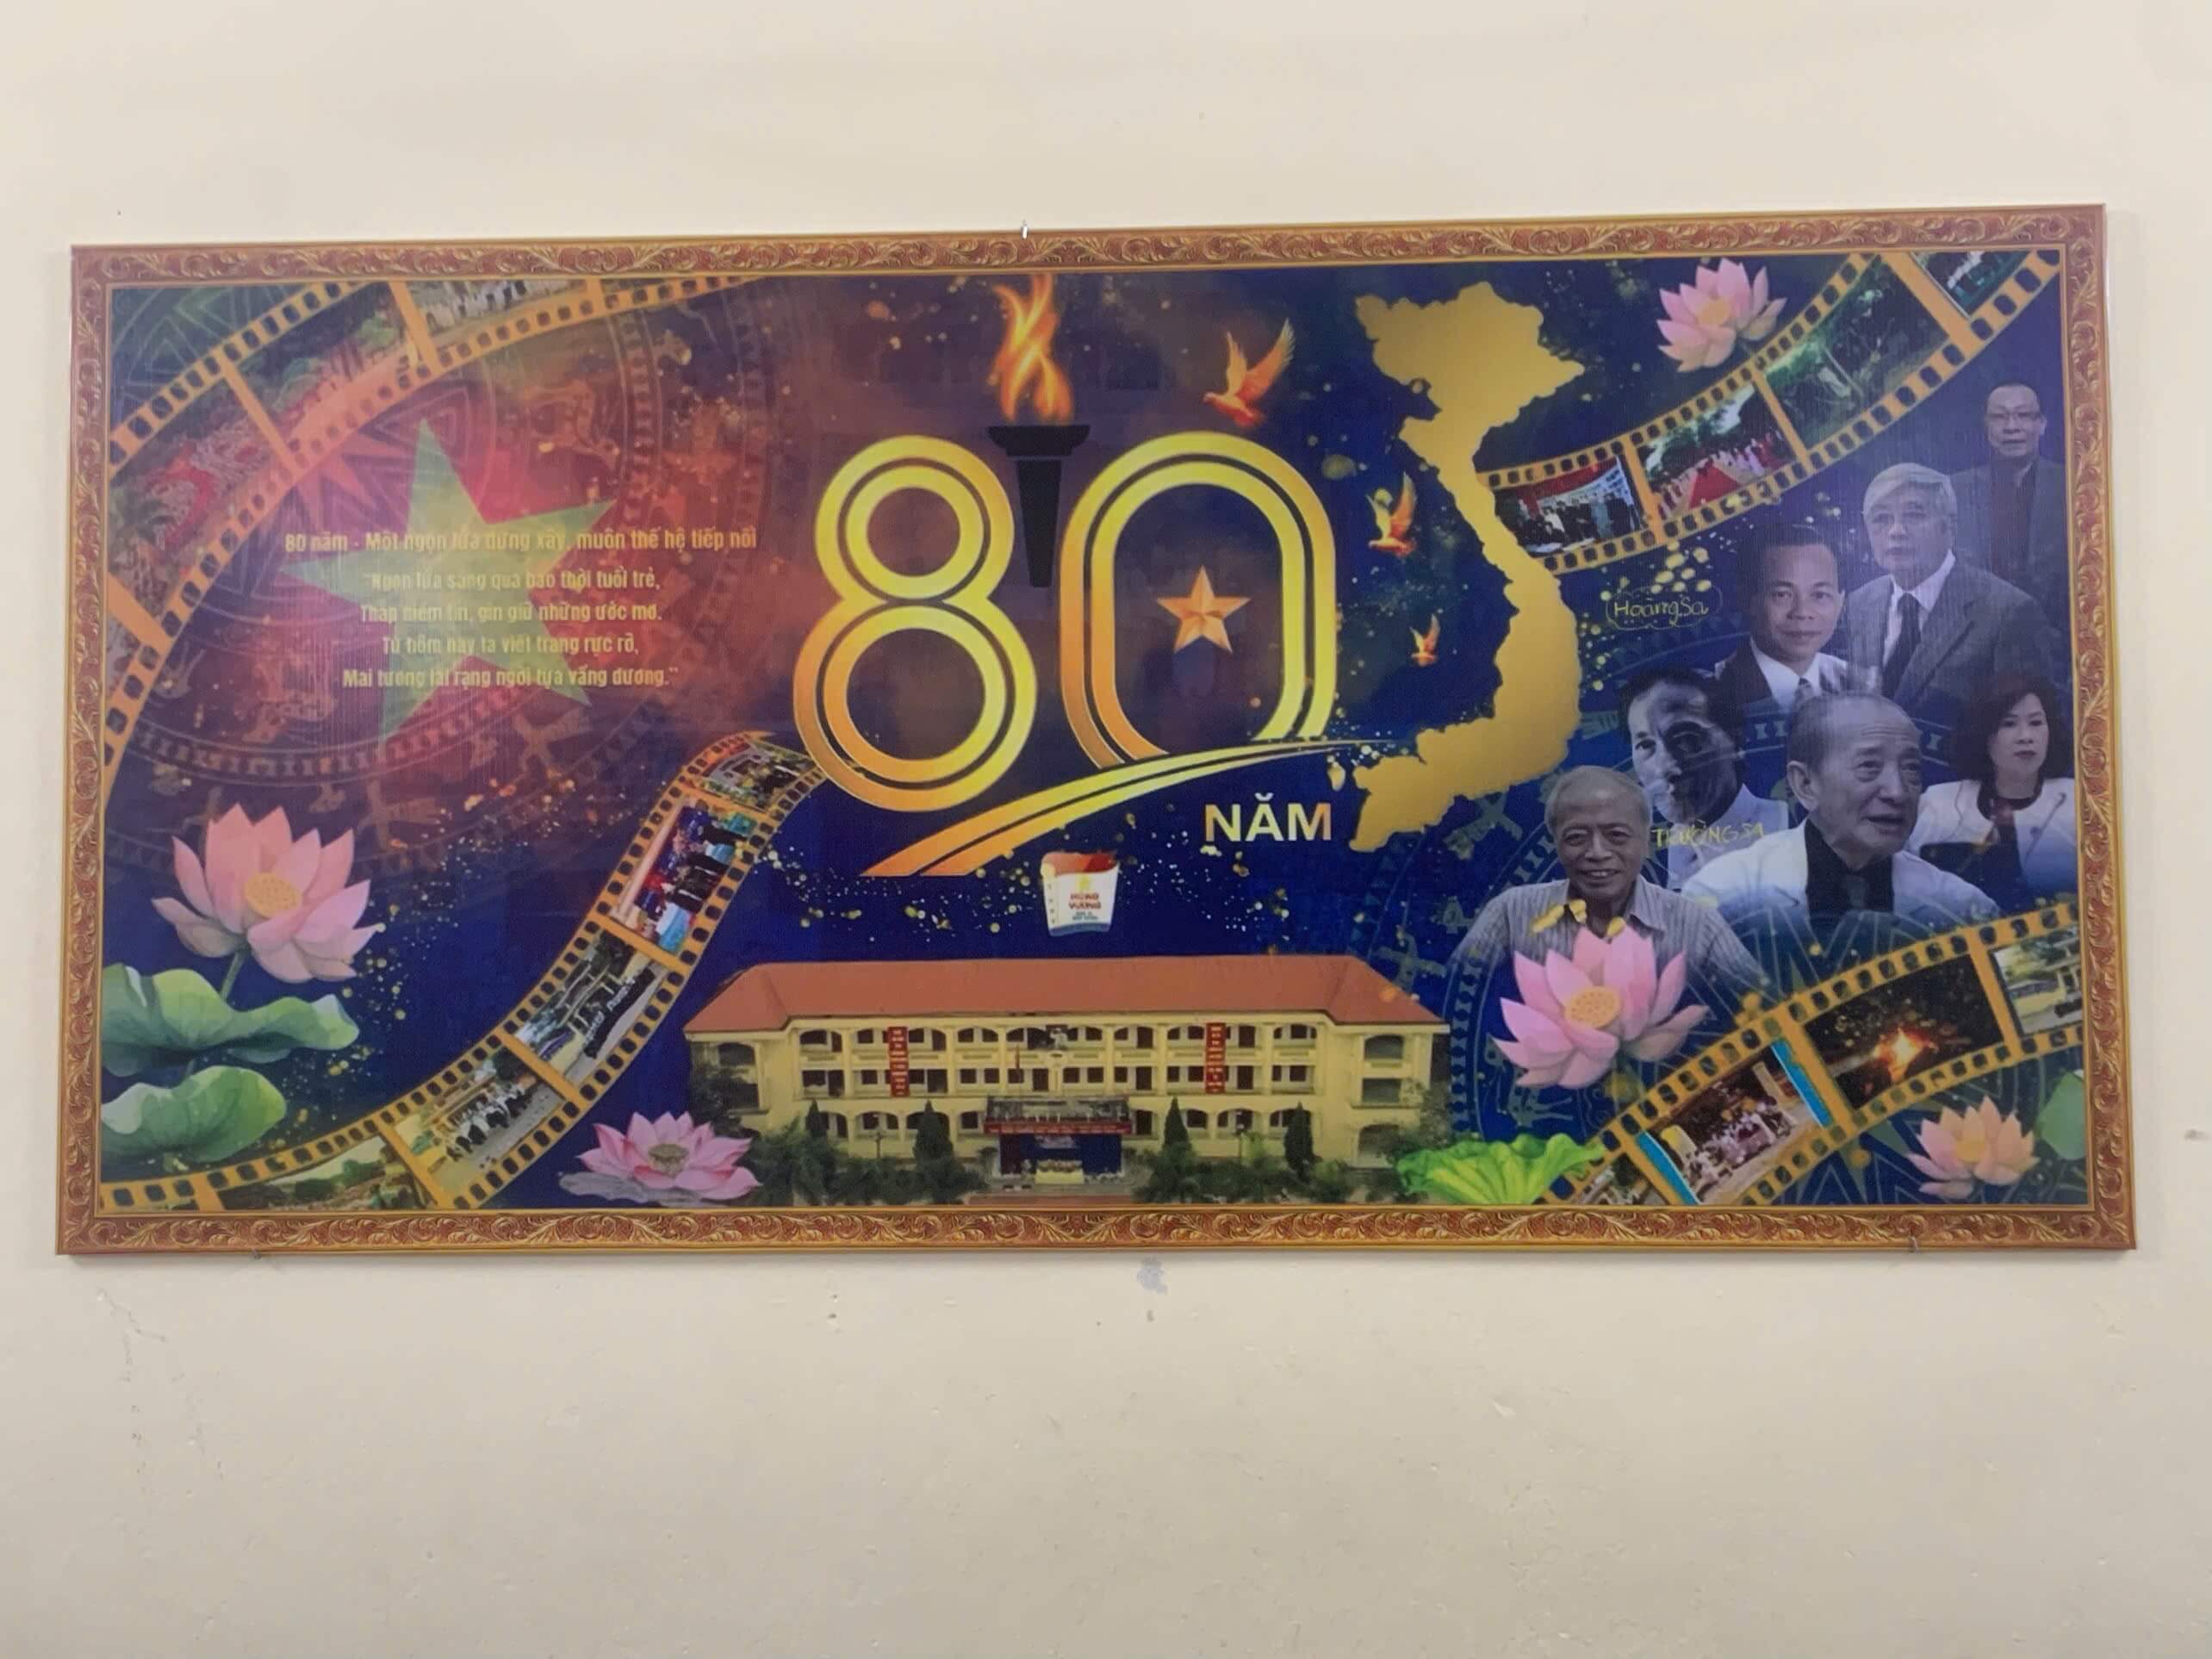 80 năm - Một ngọn lửa dựng xây, muôn thế hệ tiếp nối
"Ngọn lửa sáng qua bao thời tuổi trẻ,
Thắp niềm tin, gìn giữ những ước mơ.
Từ hôm nay ta viết trang rực rỡ,
Mai tương lai rạng ngời tựa vầng dương."
80
NĂM
Hoàng Sa
TRƯỜNG SA
HÙNG
VƯƠNG